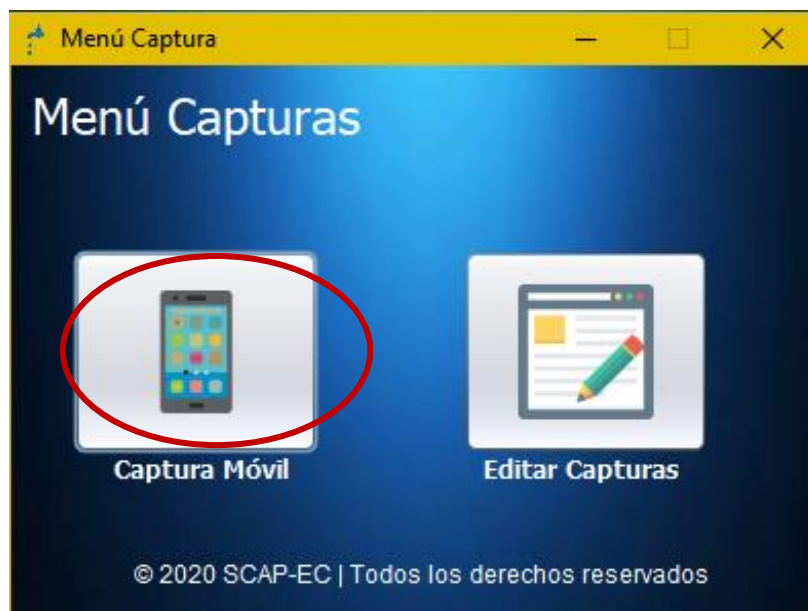 Menú Captura
Menú Capturas
Captura Móvil
Editar Capturas
© 2020 SCAP-EC | Todos los derechos reservados